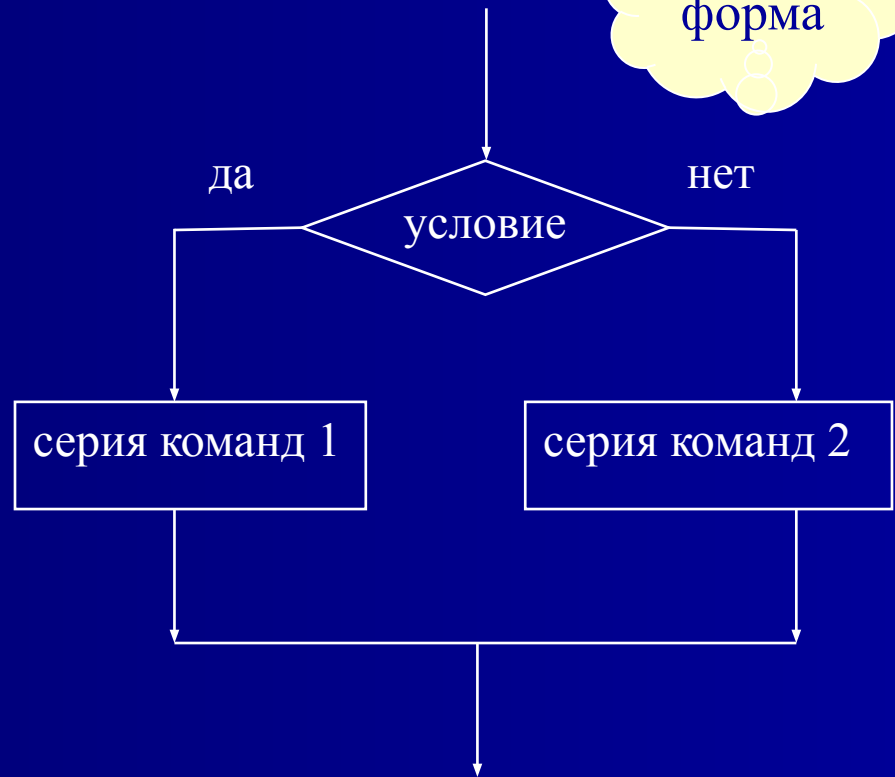 форма
да
нет
условие
серия команд 1
серия команд 2